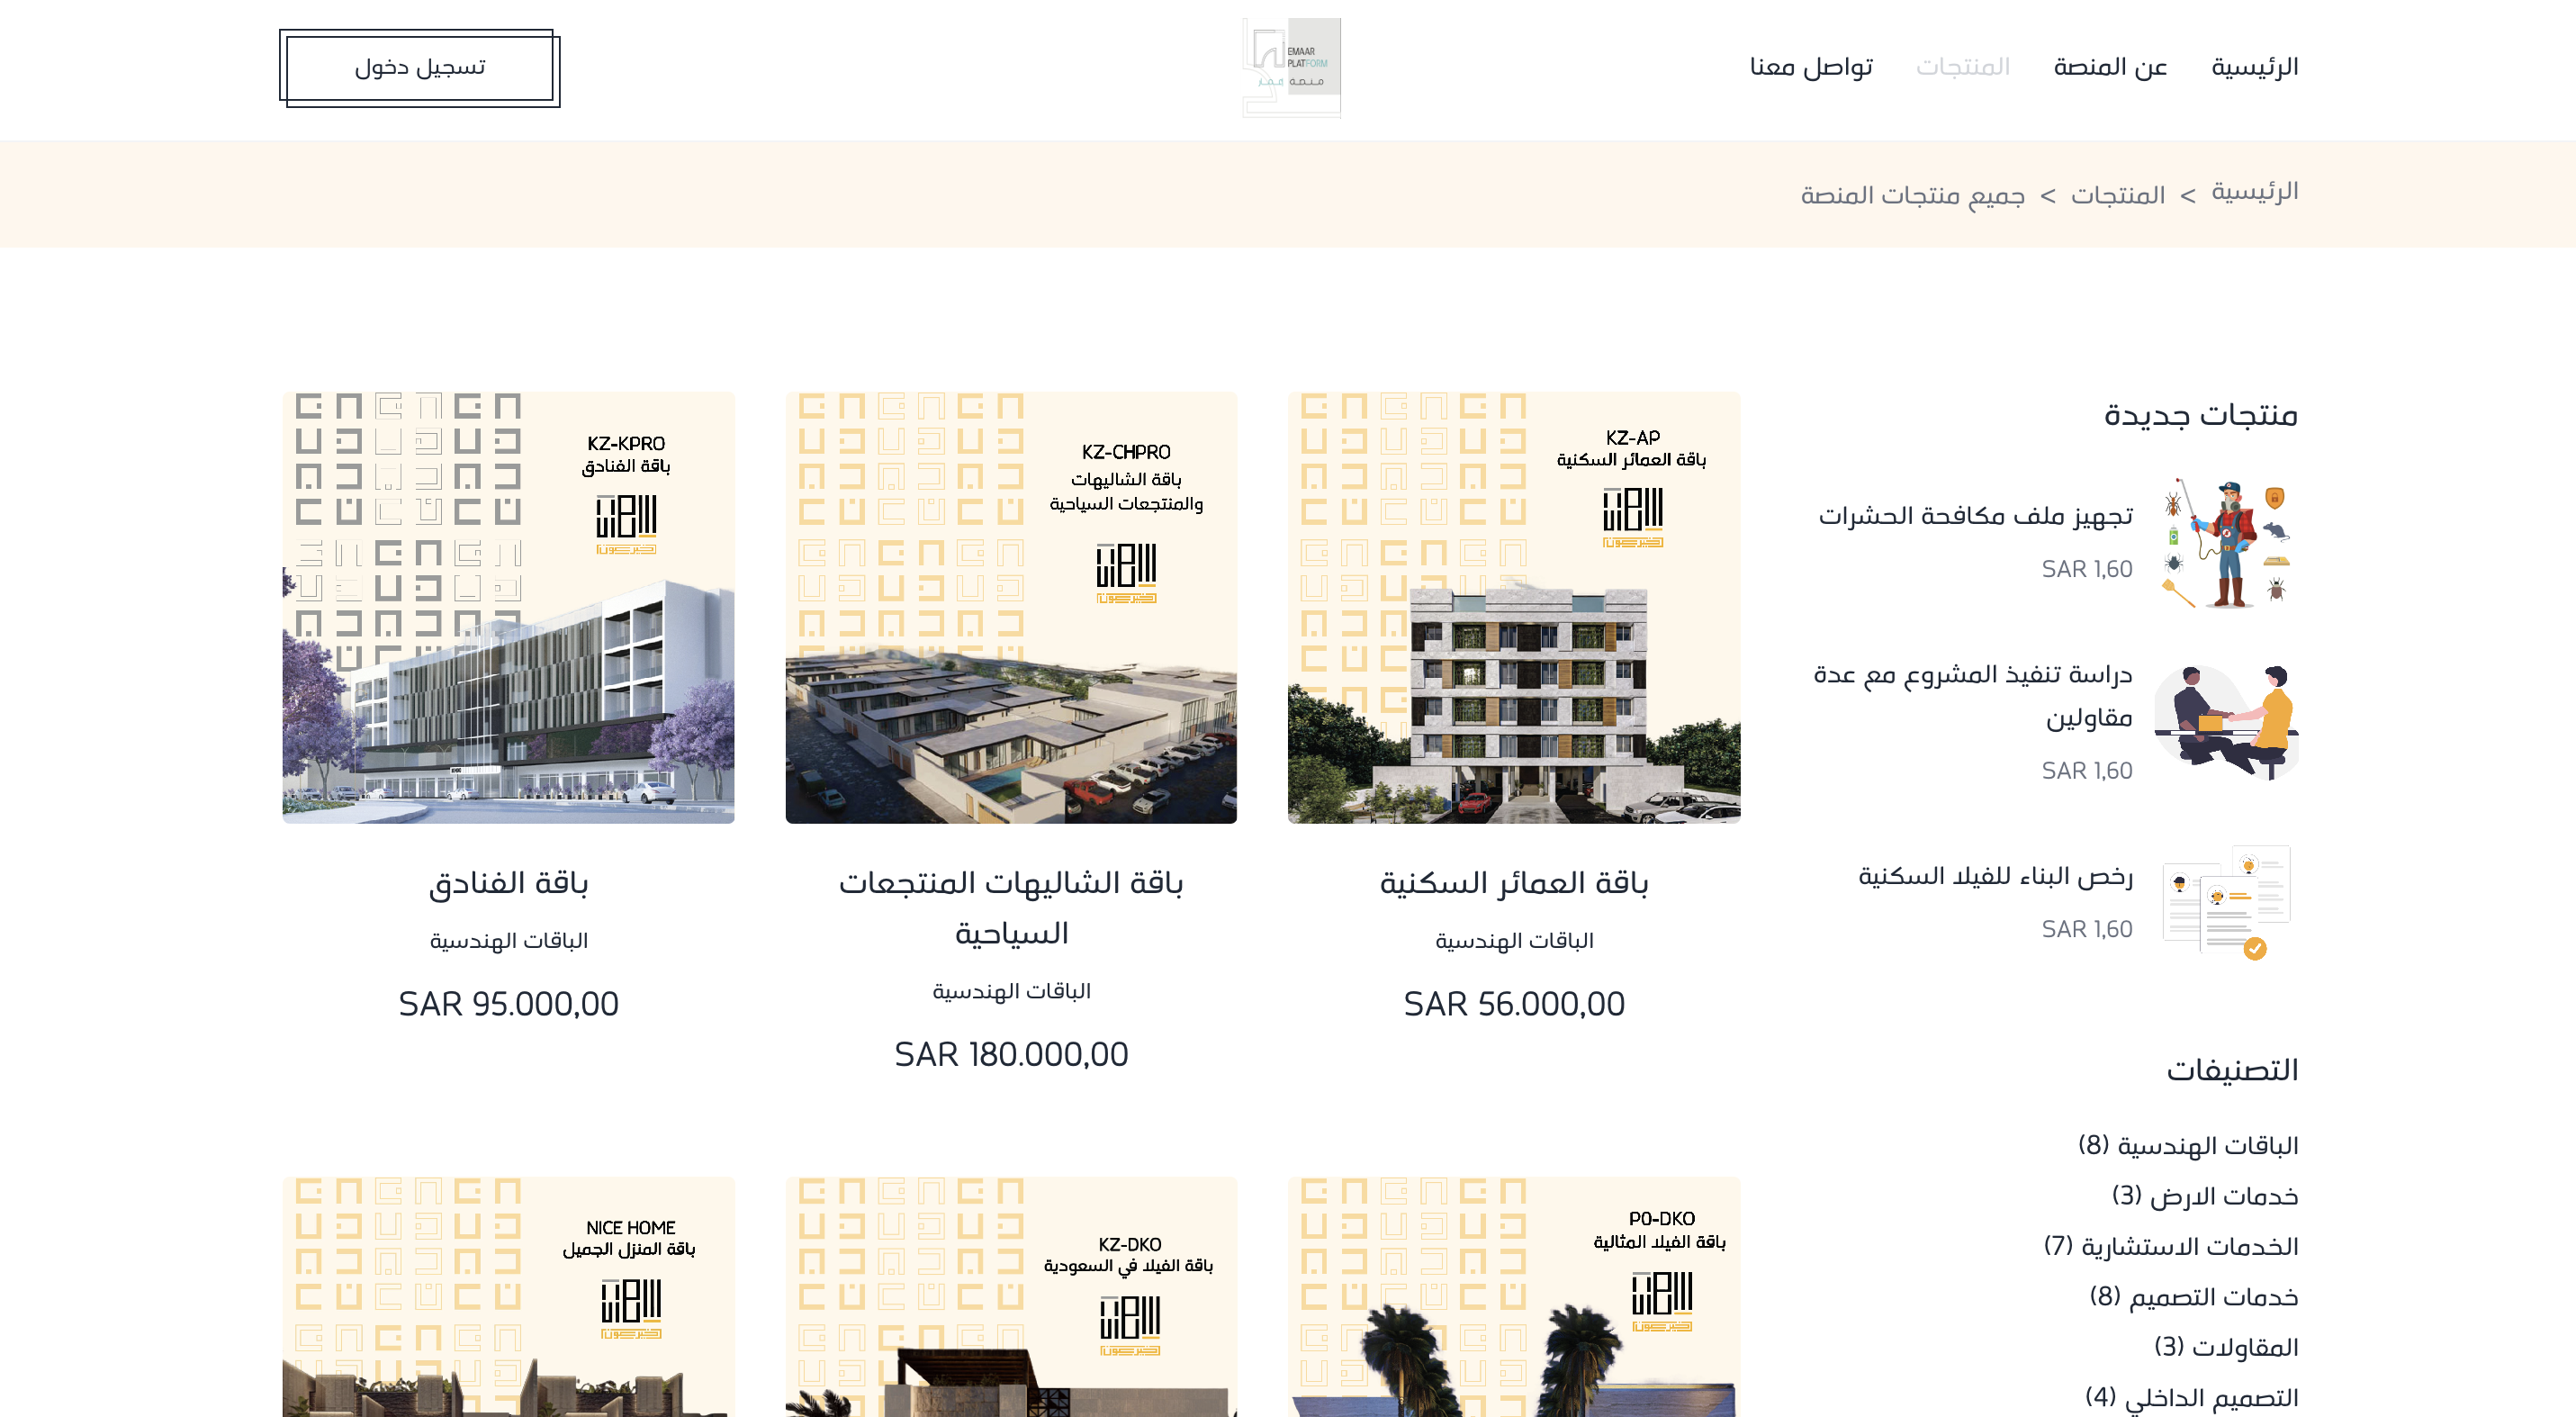 الرئيسية
عن المنصة
المنتجات
تواصل معنا
EMAAR
PLATFORM
منصة عمار
تسجيل دخول
الرئيسية > المنتجات > جميع منتجات المنصة
منتجات جديدة
تجهيز ملف مكافحة الحشرات
SAR 1,60
دراسة تنفيذ المشروع مع عدة
مقاولين
SAR 1,60
رخص البناء للفيلا السكنية
SAR 1,60
التصنيفات
الباقات الهندسية (8)
خدمات الارض (3)
الخدمات الاستشارية (7)
خدمات التصميم (8)
المقاولات (3)
التصميم الداخلي (4)
KZ-AP
باقة العمائر السكنية
باقة العمائر السكنية
الباقات الهندسية
SAR 56.000,00
KZ-CHPRO
باقة الشاليهات
والمنتجعات السياحية
باقة الشاليهات المنتجعات
السياحية
الباقات الهندسية
SAR 180.000,00
KZ-KPRO
باقة الفنادق
باقة الفنادق
الباقات الهندسية
SAR 95.000,00
PO-DKO
باقة الفيلا المثالية
KZ-DKO
باقة الفيلا في السعودية
NICE HOME
باقة المنزل الجميل